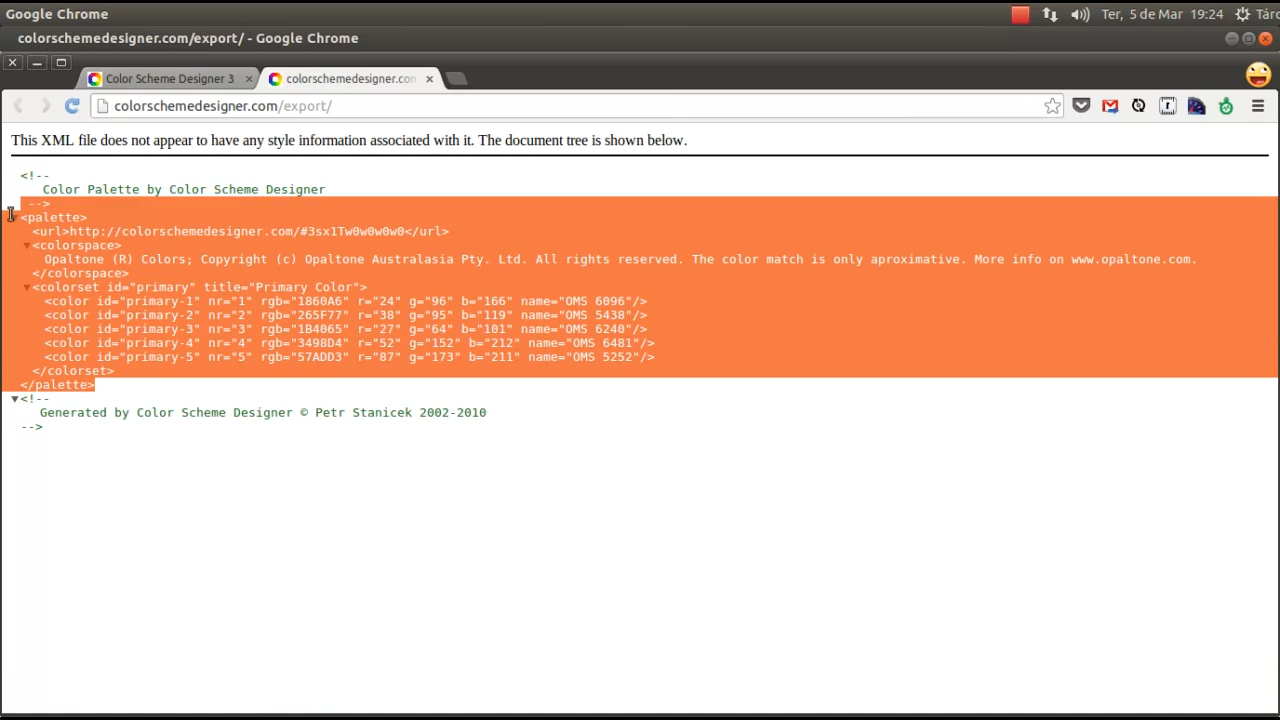 Google Chrome
Ter, 5 de Mar 19:24 Tárc
colorschemedesigner.com/export/ - Google Chrome
Color Scheme Designer 3
colorschemedesigner.con
colorschemedesigner.com/export/
This XML file does not appear to have any style information associated with it. The document tree is shown below.
<!--
Color Palette by Color Scheme Designer
-->
<palette>
<url>http://colorschemedesigner.com/#3sx1Tw0w0w0w0</url>
<colorspace>
Opaltone (R) Colors; Copyright (c) Opaltone Australasia Pty. Ltd. All rights reserved. The color match is only aproximative. More info on www.opaltone.com.
</colorspace>
<colorset id="primary" title="Primary Color">
<color id="primary-1" nr="1" rgb="1860A6" r="24" g="96" b="166" name="OMS 6096"/>
<color id="primary-2" nr="2" rgb="265F77" r="38" g="95" b="119" name="OMS 5438"/>
<color id="primary-3" nr="3" rgb="1B4065" r="27" g="64" b="101" name="OMS 6240"/>
<color id="primary-4" nr="4" rgb="3498D4" r="52" g="152" b="212" name="OMS 6481"/>
<color id="primary-5" nr="5" rgb="57ADD3" r="87" g="173" b="211" name="OMS 5252"/>
</colorset>
</palette>
<!--
Generated by Color Scheme Designer © Petr Stanicek 2002-2010
-->